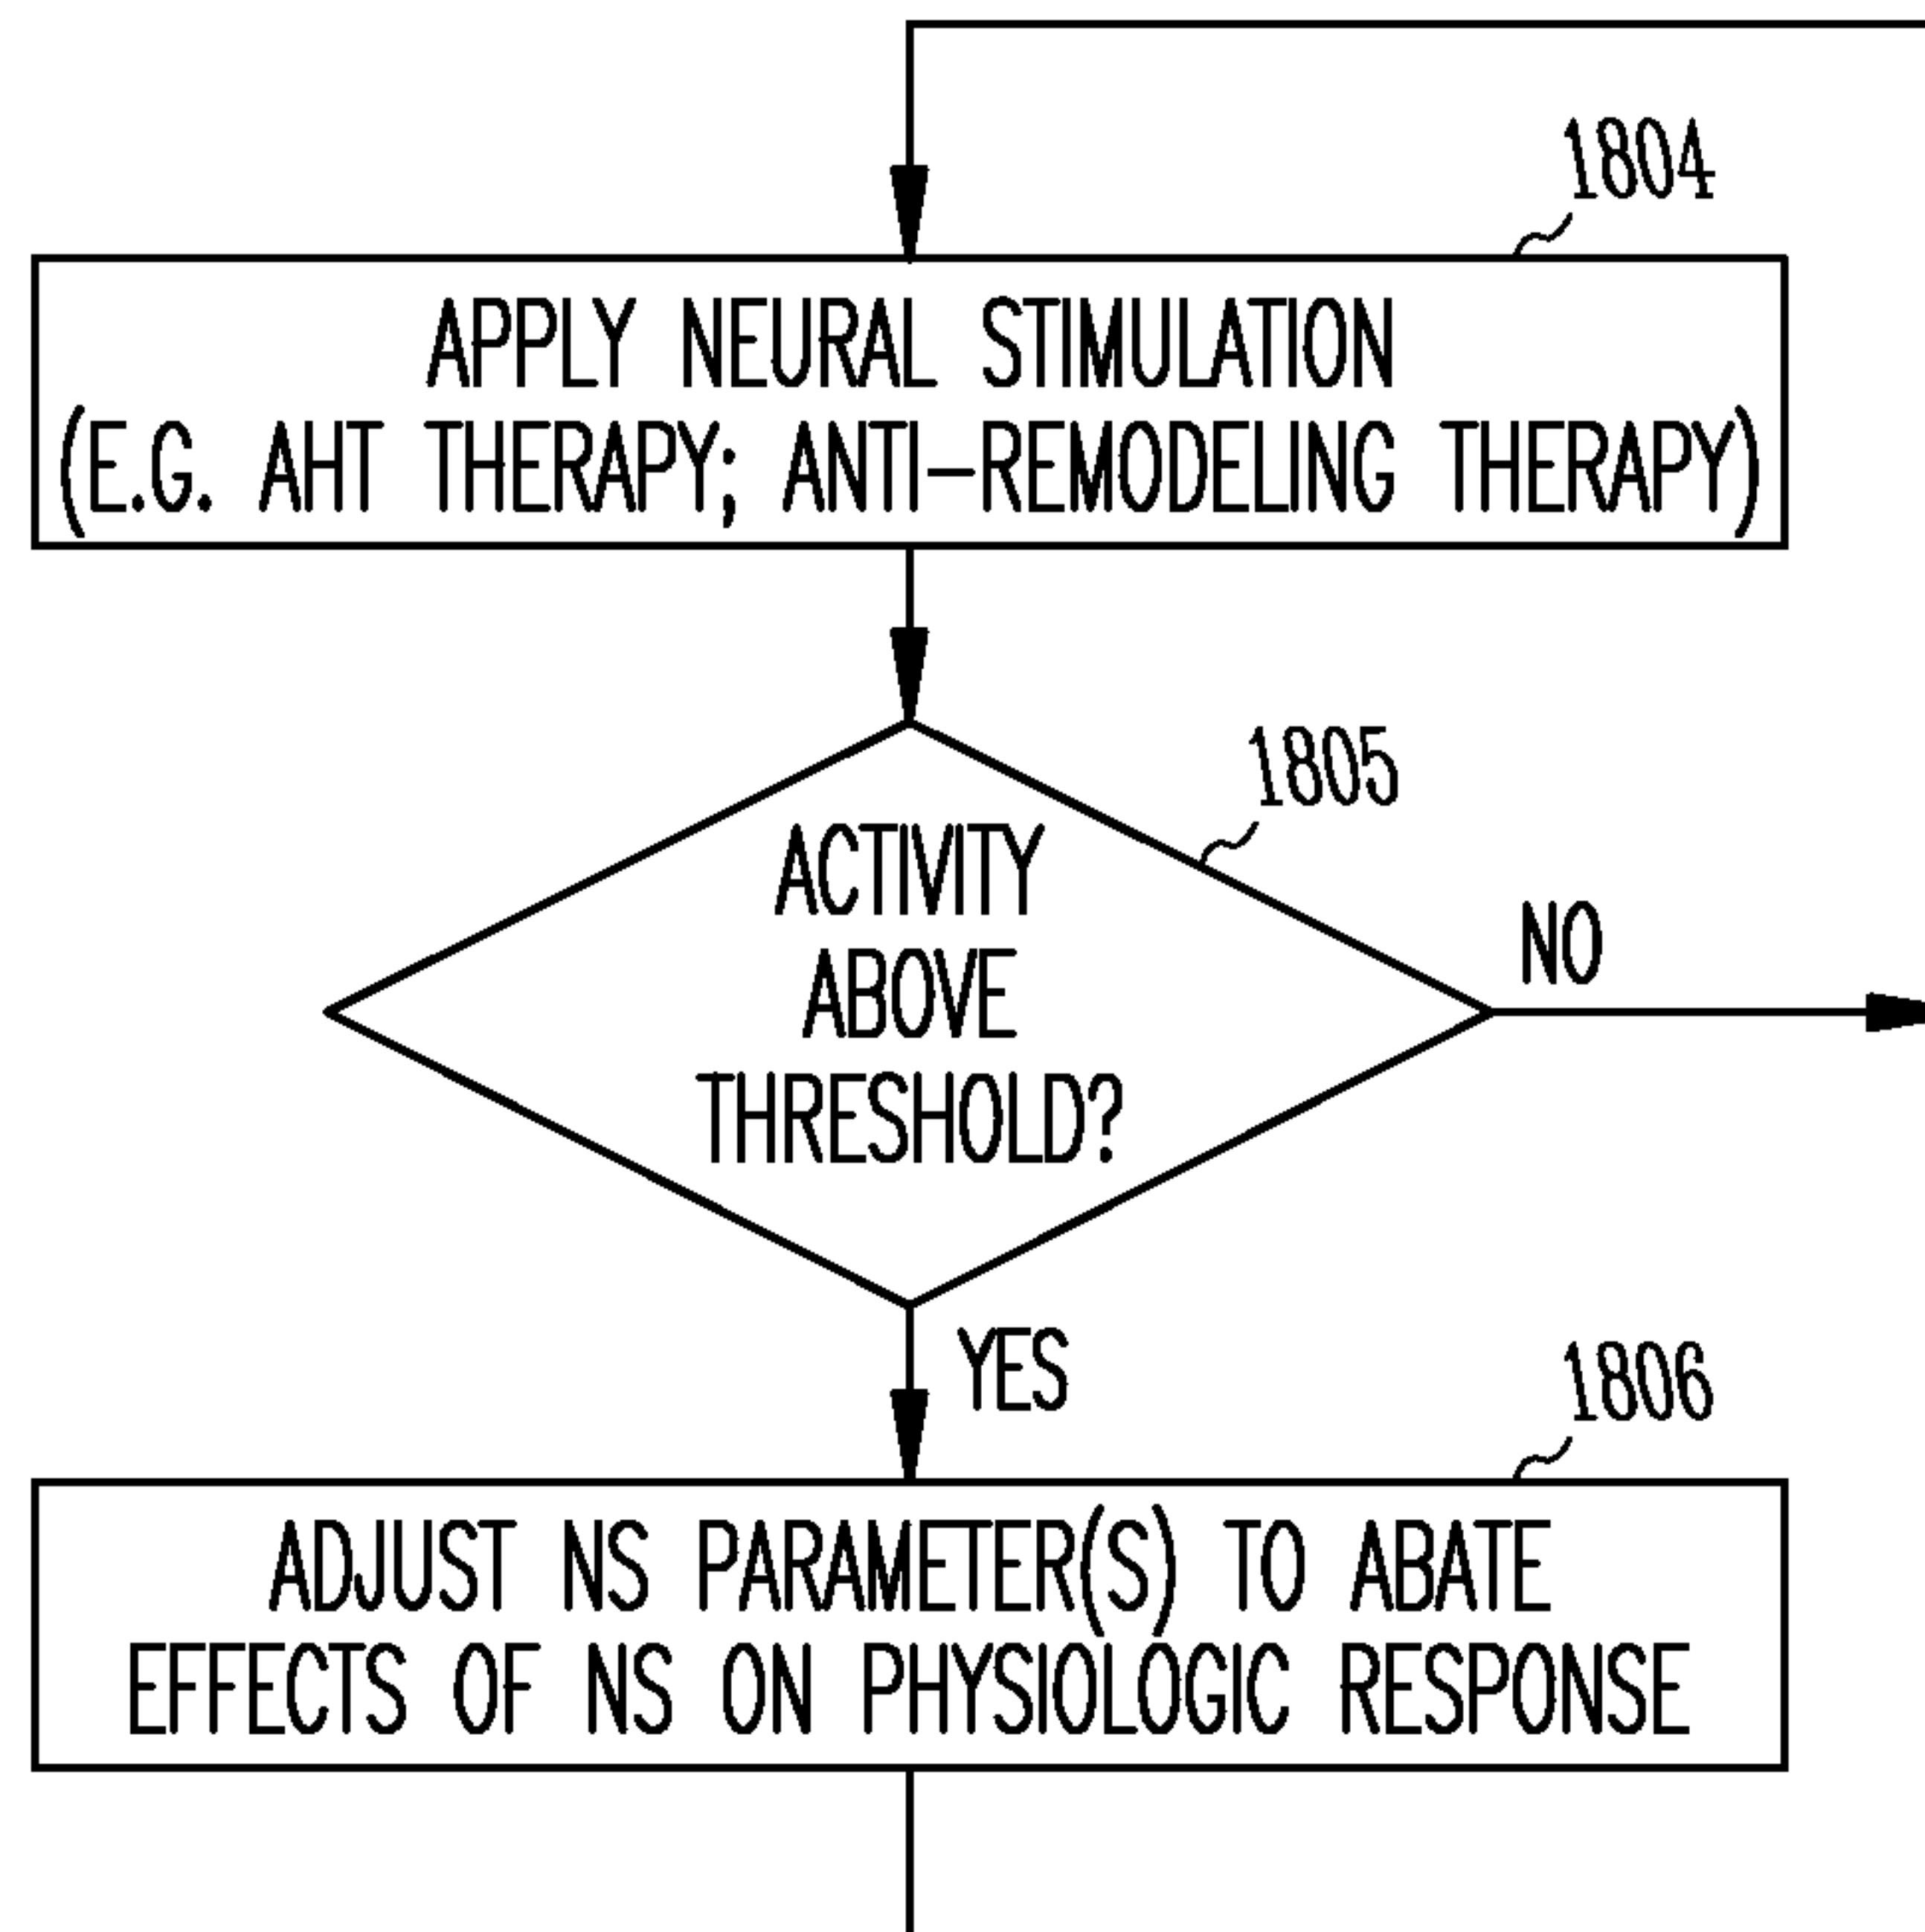 1804
APPLY NEURAL STIMULATION
(E.G. AHT THERAPY; ANTI-REMODELING THERAPY)
1805
ACTIVITY
ABOVE
THRESHOLD?
NO
YES
1806
ADJUST NS PARAMETER(S) TO ABATE
EFFECTS OF NS ON PHYSIOLOGIC RESPONSE